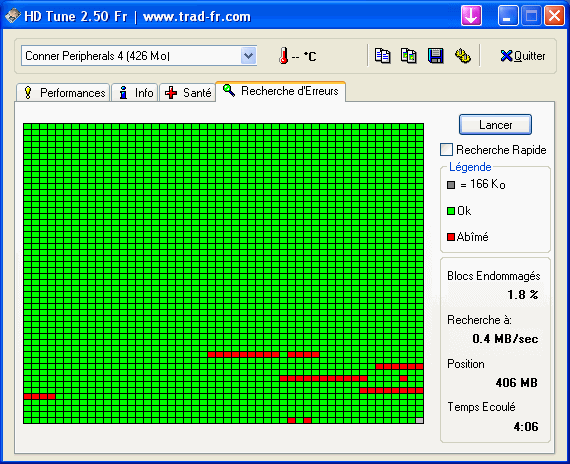 HD Tune 2.50 Fr | www.trad-fr.com
Conner Peripherals 4 (426 Mo)
-- °C
Quitter
Performances
Info
Santé
Recherche d'Erreurs
Lancer
Recherche Rapide
Légende
= 166 Ko
Ok
Abîmé
Blocs Endommagés
1.8 %
Recherche à:
0.4 MB/sec
Position
406 MB
Temps Ecoulé
4:06